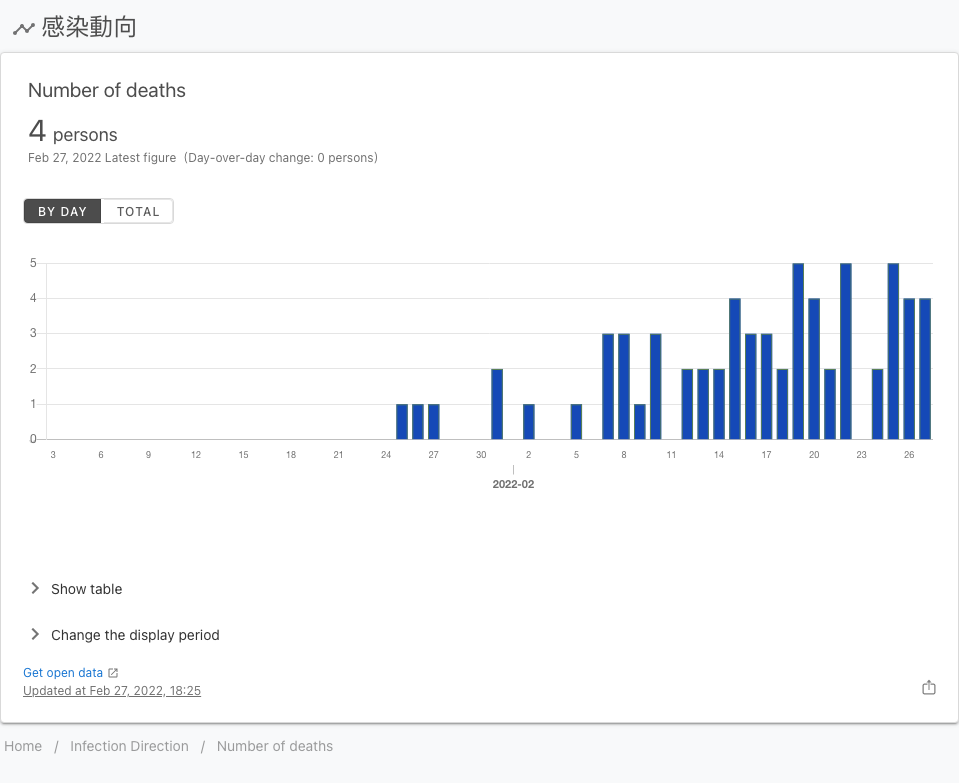 感染動向
Number of deaths
4 persons
Feb 27, 2022 Latest figure (Day-over-day change: 0 persons)
BY DAY TOTAL
5
4
3
2
1
0
3 6 9 12 15 18 21 24 27 30 2 5 8 11 14 17 20 23 26
2022-02
Show table
Change the display period
Get open data
Updated at Feb 27, 2022, 18:25
Home / Infection Direction / Number of deaths